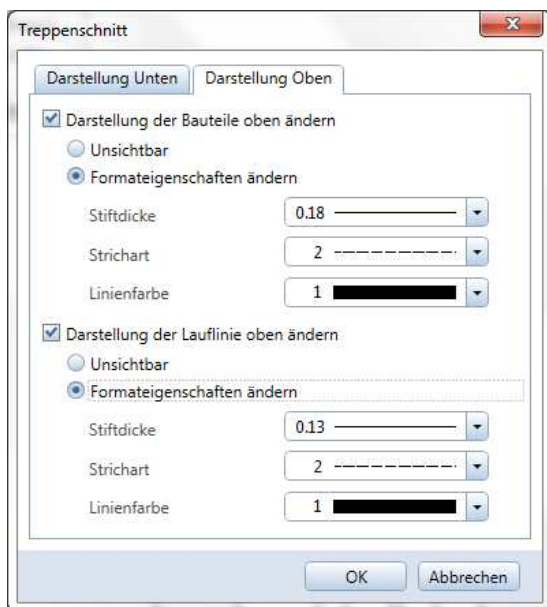 Treppenschnitt
Darstellung Unten Darstellung Oben
Darstellung der Bauteile oben ändern
Unsichtbar
Formateigenschaften ändern
Stiftdicke 0.18
Strichart 2
Linienfarbe 1
Darstellung der Lauflinie oben ändern
Unsichtbar
Formateigenschaften ändern
Stiftdicke 0.13
Strichart 2
Linienfarbe 1
OK Abbrechen